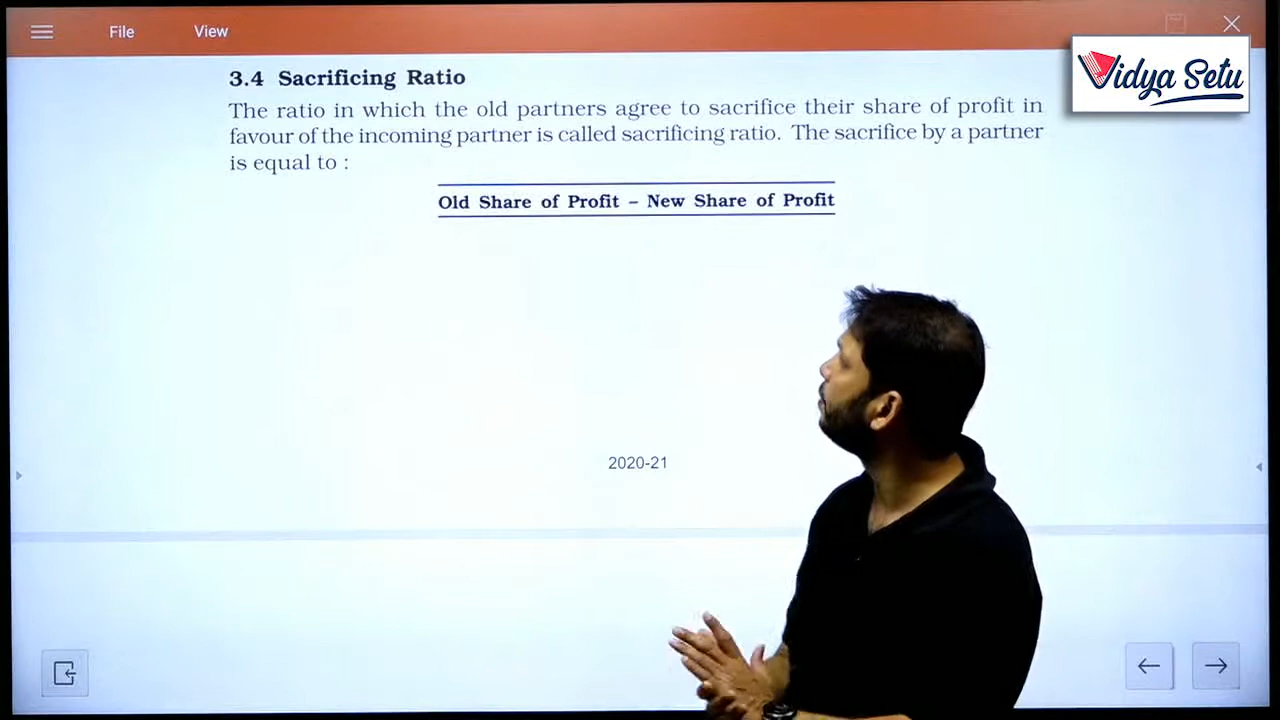 File View
Vidya Setu
3.4 Sacrificing Ratio
The ratio in which the old partners agree to sacrifice their share of profit in
favour of the incoming partner is called sacrificing ratio. The sacrifice by a partner
is equal to :
Old Share of Profit – New Share of Profit
2020-21